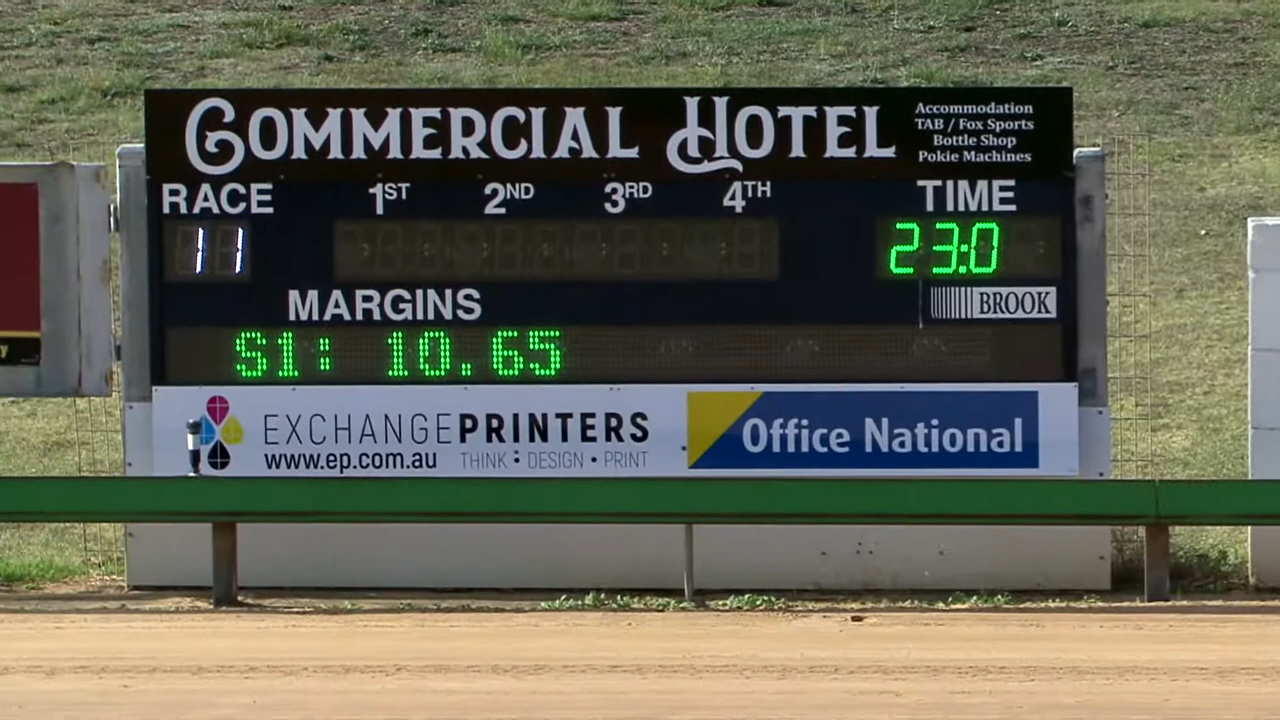 COMMERCIAL HOTEL
Accommodation
TAB / Fox Sports
Bottle Shop
Pokie Machines
RACE 1ST 2ND 3RD 4TH TIME
11 23:0
MARGINS BROOK
S1: 10.65
EXCHANGEPRINTERS
www.ep.com.au THINK • DESIGN • PRINT
Office National